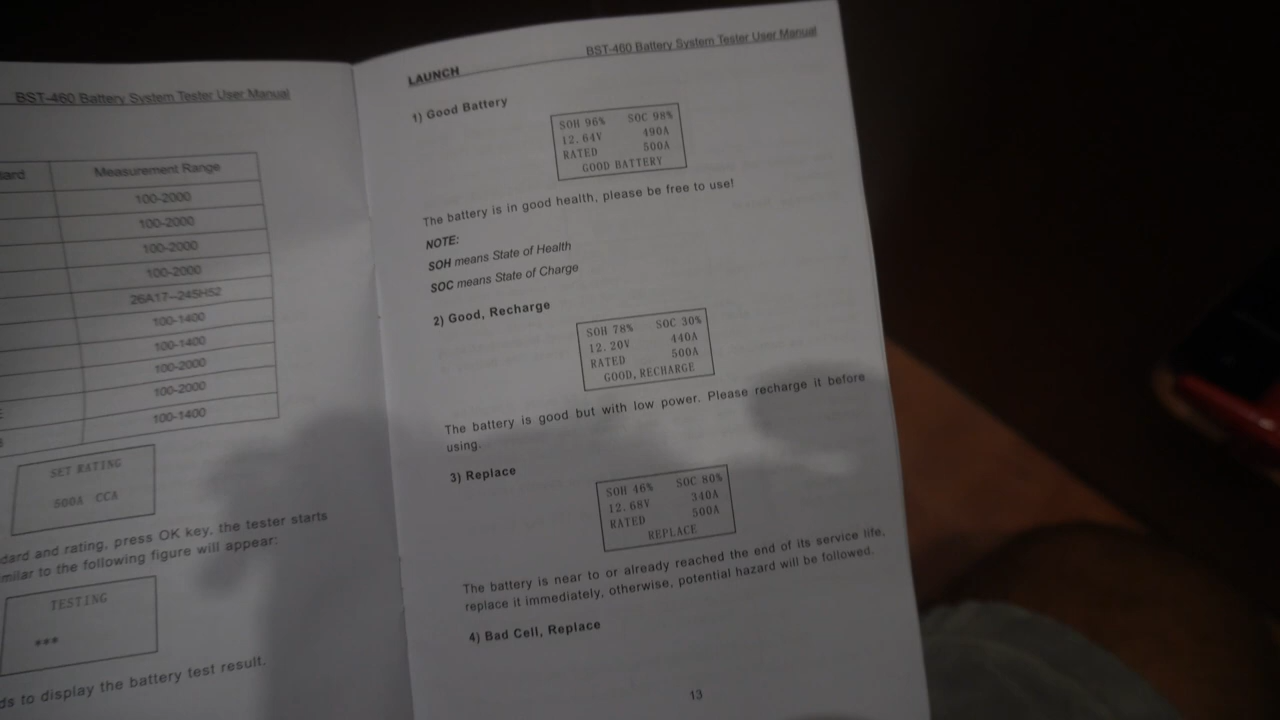 BST-460 Battery System Tester User Manual
Measurement Range
100-2000
100-2000
100-2000
100-2000
26A17--245H52
100-1400
100-1400
100-2000
100-2000
100-1400
SET RATING
500A CCA
and rating, press OK key, the tester starts
to the following figure will appear:
TESTING
***
to display the battery test result.
LAUNCH
BST-460 Battery System Tester User Manual
1) Good Battery
SOH 96% SOC 98%
12.64V 490A
RATED 500A
GOOD BATTERY
The battery is in good health, please be free to use!
NOTE:
SOH means State of Health
SOC means State of Charge
2) Good, Recharge
SOH 78% SOC 30%
12.20V 440A
RATED 500A
GOOD, RECHARGE
The battery is good but with low power. Please recharge it before
using.
3) Replace
SOH 46% SOC 80%
12.68V 340A
RATED 500A
REPLACE
The battery is near to or already reached the end of its service life,
replace it immediately, otherwise, potential hazard will be followed.
4) Bad Cell, Replace
13